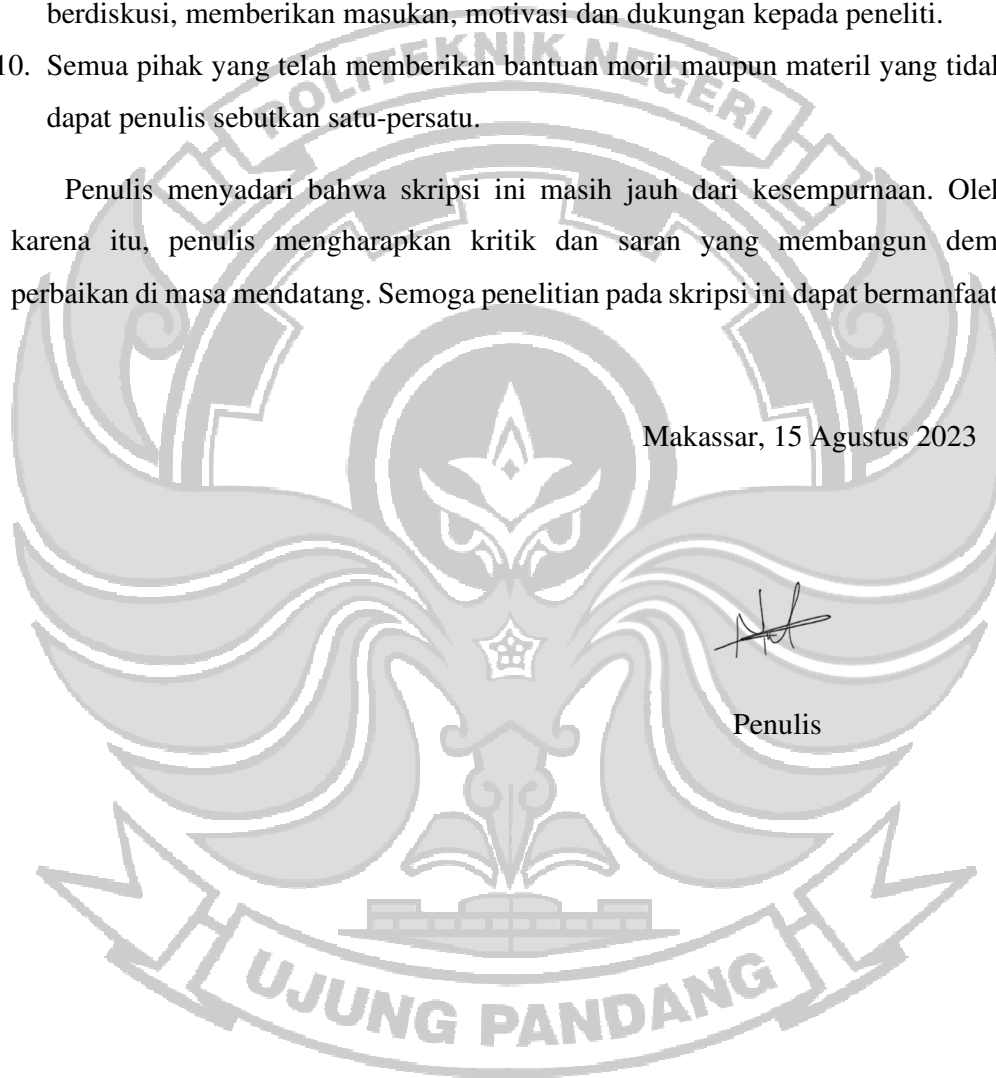 berdiskusi, memberikan masukan, motivasi dan dukungan kepada peneliti.
10. Semua pihak yang telah memberikan bantuan moril maupun materil yang tidak
dapat penulis sebutkan satu-persatu.
Penulis menyadari bahwa skripsi ini masih jauh dari kesempurnaan. Oleh
karena itu, penulis mengharapkan kritik dan saran yang membangun demi
perbaikan di masa mendatang. Semoga penelitian pada skripsi ini dapat bermanfaat
Makassar, 15 Agustus 2023
Penulis
POLITEKNIK NEGERI
UJUNG PANDANG